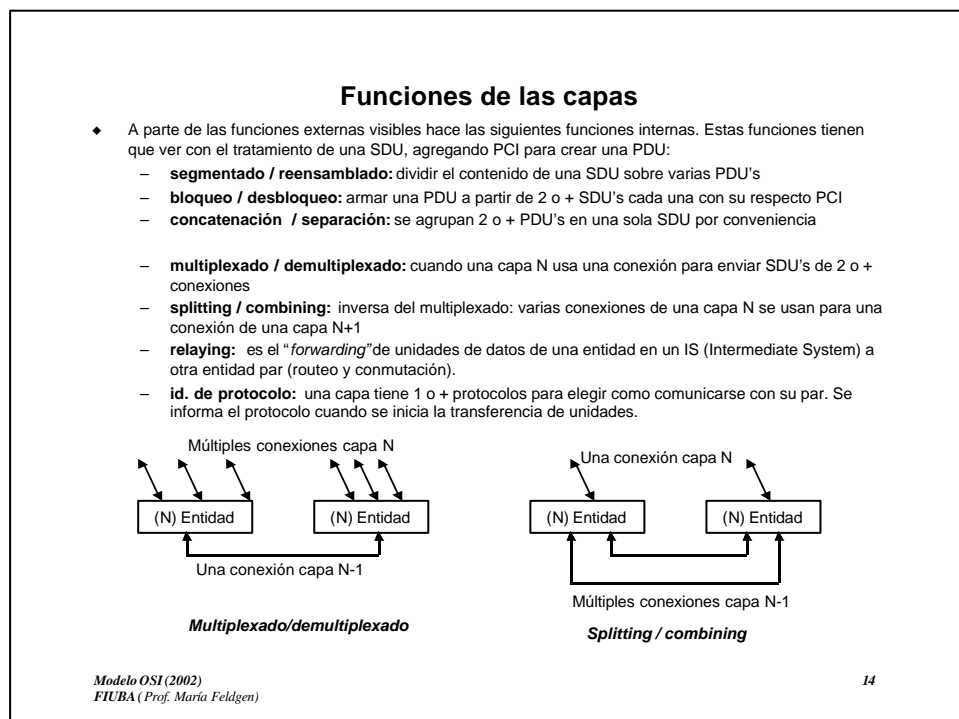 Funciones de las capas
◆ A parte de las funciones externas visibles hace las siguientes funciones internas. Estas funciones tienen
que ver con el tratamiento de una SDU, agregando PCI para crear una PDU:
– segmentado / reensamblado: dividir el contenido de una SDU sobre varias PDU's
– bloqueo / desbloqueo: armar una PDU a partir de 2 o + SDU's cada una con su respecto PCI
– concatenación / separación: se agrupan 2 o + PDU's en una sola SDU por conveniencia
– multiplexado / demultiplexado: cuando una capa N usa una conexión para enviar SDU's de 2 o +
conexiones
– splitting / combining: inversa del multiplexado: varias conexiones de una capa N se usan para una
conexión de una capa N+1
– relaying: es el "forwarding" de unidades de datos de una entidad en un IS (Intermediate System) a
otra entidad par (routeo y conmutación).
– id. de protocolo: una capa tiene 1 o + protocolos para elegir como comunicarse con su par. Se
informa el protocolo cuando se inicia la transferencia de unidades.
Múltiples conexiones capa N
(N) Entidad
(N) Entidad
Una conexión capa N-1
Multiplexado/demultiplexado
Una conexión capa N
(N) Entidad
(N) Entidad
Múltiples conexiones capa N-1
Splitting / combining
Modelo OSI (2002)
FIUBA ( Prof. María Feldgen)
14